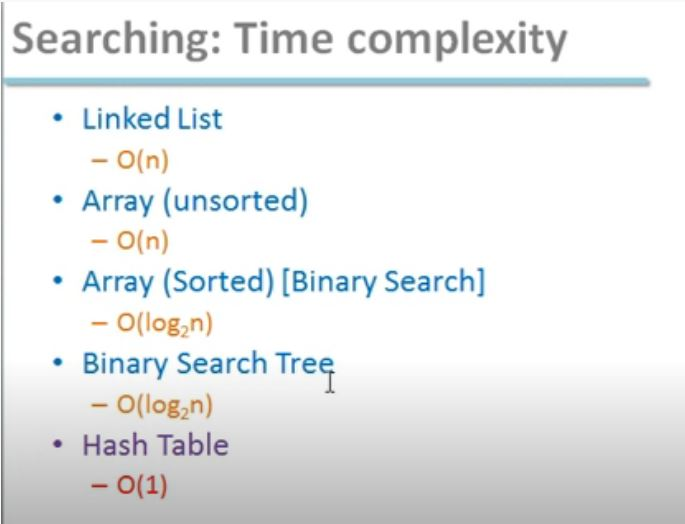 Searching: Time complexity
• Linked List
– O(n)
• Array (unsorted)
– O(n)
• Array (Sorted) [Binary Search]
– O(log₂n)
• Binary Search Tree
– O(log₂n)
• Hash Table
– O(1)